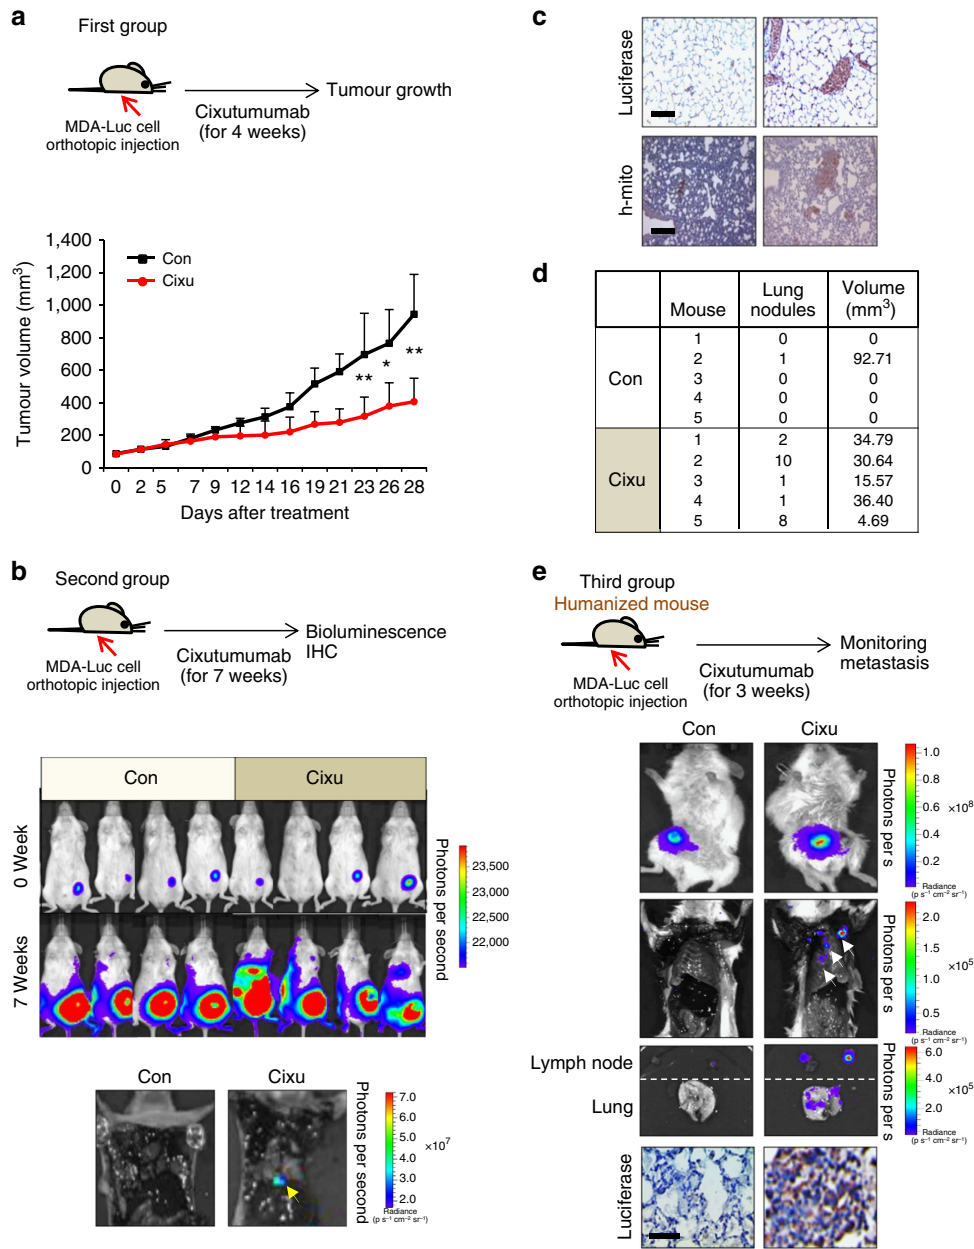 a
First group
MDA-Luc cell
orthotopic injection
Cixutumumab
(for 4 weeks)
Tumour growth
Tumour volume (mm³)
1,400
1,200
1,000
800
600
400
200
0
Con
Cixu
**
*
**
0 2 5 7 9 12 14 16 19 21 23 26 28
Days after treatment
b
Second group
MDA-Luc cell
orthotopic injection
Cixutumumab
(for 7 weeks)
Bioluminescence
IHC
Con Cixu
0 Week
7 Weeks
Photons per second
23,500
23,000
22,500
22,000
Con Cixu
Photons per second
7.0
6.0
5.0
4.0
3.0
2.0
×10⁷
Radiance
(p s⁻¹ cm⁻² sr⁻¹)
c
Luciferase
h-mito
d
Mouse Lung nodules Volume (mm³)
Con
1 0 0
2 1 92.71
3 0 0
4 0 0
5 0 0
Cixu
1 2 34.79
2 10 30.64
3 1 15.57
4 1 36.40
5 8 4.69
e
Third group
Humanized mouse
MDA-Luc cell
orthotopic injection
Cixutumumab
(for 3 weeks)
Monitoring
metastasis
Con Cixu
Photons per s
1.0
0.8
0.6
0.4
0.2
×10⁸
Radiance
(p s⁻¹ cm⁻² sr⁻¹)
Photons per s
2.0
1.5
1.0
0.5
×10⁵
Radiance
(p s⁻¹ cm⁻² sr⁻¹)
Lymph node
Lung
Photons per s
6.0
4.0
2.0
×10⁵
Radiance
(p s⁻¹ cm⁻² sr⁻¹)
Luciferase